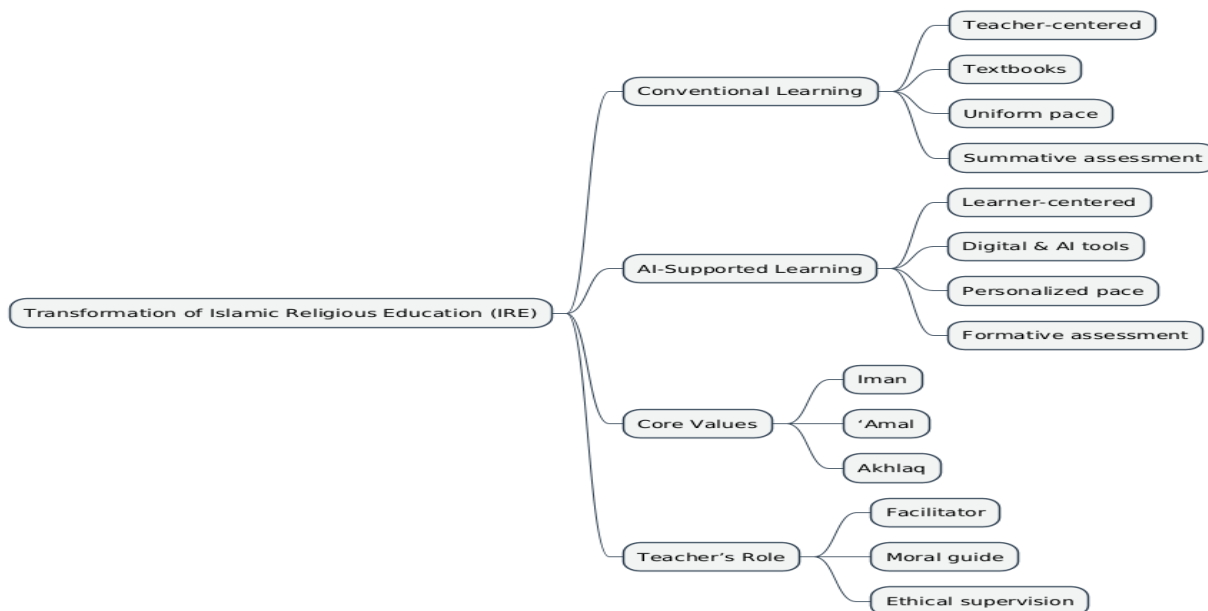 Transformation of Islamic Religious Education (IRE)
Conventional Learning
Teacher-centered
Textbooks
Uniform pace
Summative assessment
AI-Supported Learning
Learner-centered
Digital & AI tools
Personalized pace
Formative assessment
Core Values
Iman
‘Amal
Akhlaq
Teacher’s Role
Facilitator
Moral guide
Ethical supervision